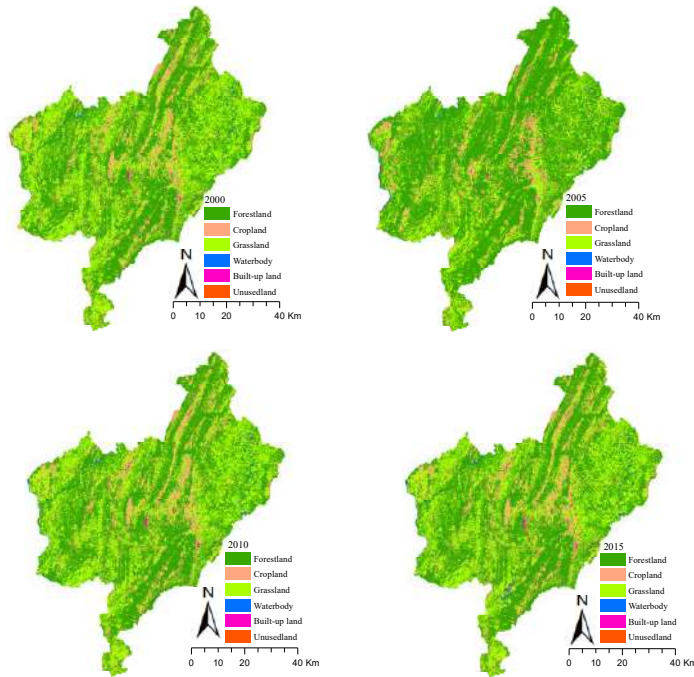 2000
Forestland
Cropland
Grassland
Waterbody
Built-up land
Unusedland
N
0 10 20 40 Km
2005
Forestland
Cropland
Grassland
Waterbody
Built-up land
Unusedland
N
0 10 20 40 Km
2010
Forestland
Cropland
Grassland
Waterbody
Built-up land
Unusedland
N
0 10 20 40 Km
2015
Forestland
Cropland
Grassland
Waterbody
Built-up land
Unusedland
N
0 10 20 40 Km